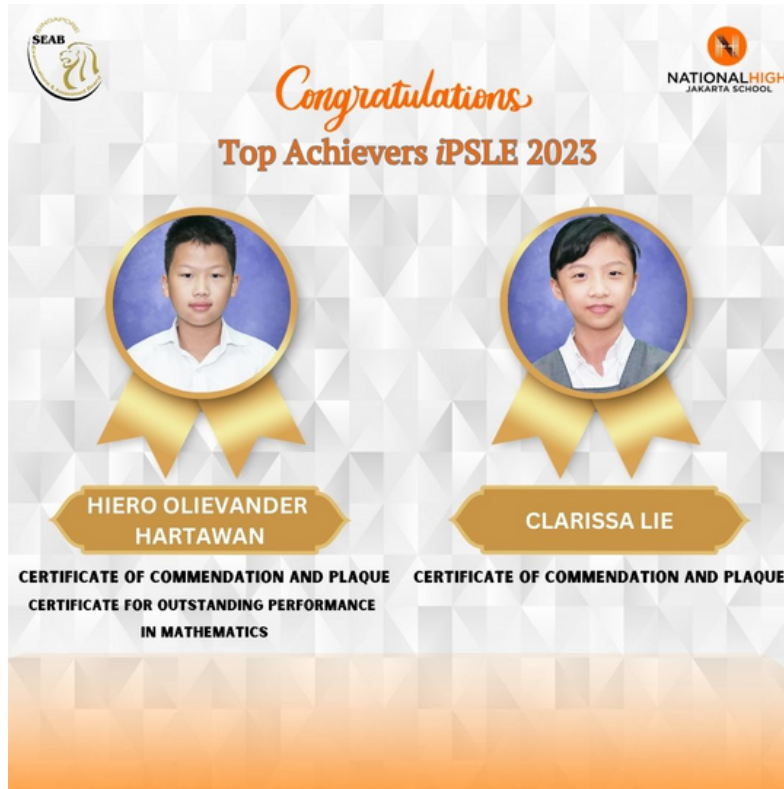 SINGAPORE
SEAB
NATIONALHIGH
JAKARTA SCHOOL
Congratulations
Top Achievers iPSLE 2023
HIERO OLIEVANDER
HARTAWAN
CLARISSA LIE
CERTIFICATE OF COMMENDATION AND PLAQUE
CERTIFICATE FOR OUTSTANDING PERFORMANCE
IN MATHEMATICS
CERTIFICATE OF COMMENDATION AND PLAQUE